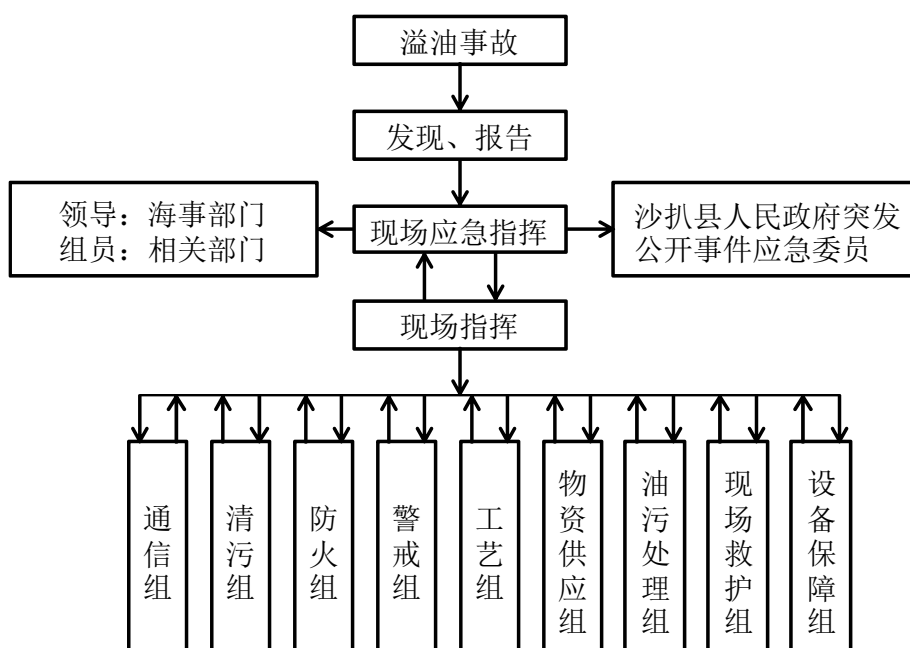 溢油事故
发现、报告
领导：海事部门
组员：相关部门
现场应急指挥
沙扒县人民政府突发
公开事件应急委员
现场指挥
通信组
清污组
防火组
警戒组
工艺组
物资供应组
油污处理组
现场救护组
设备保障组